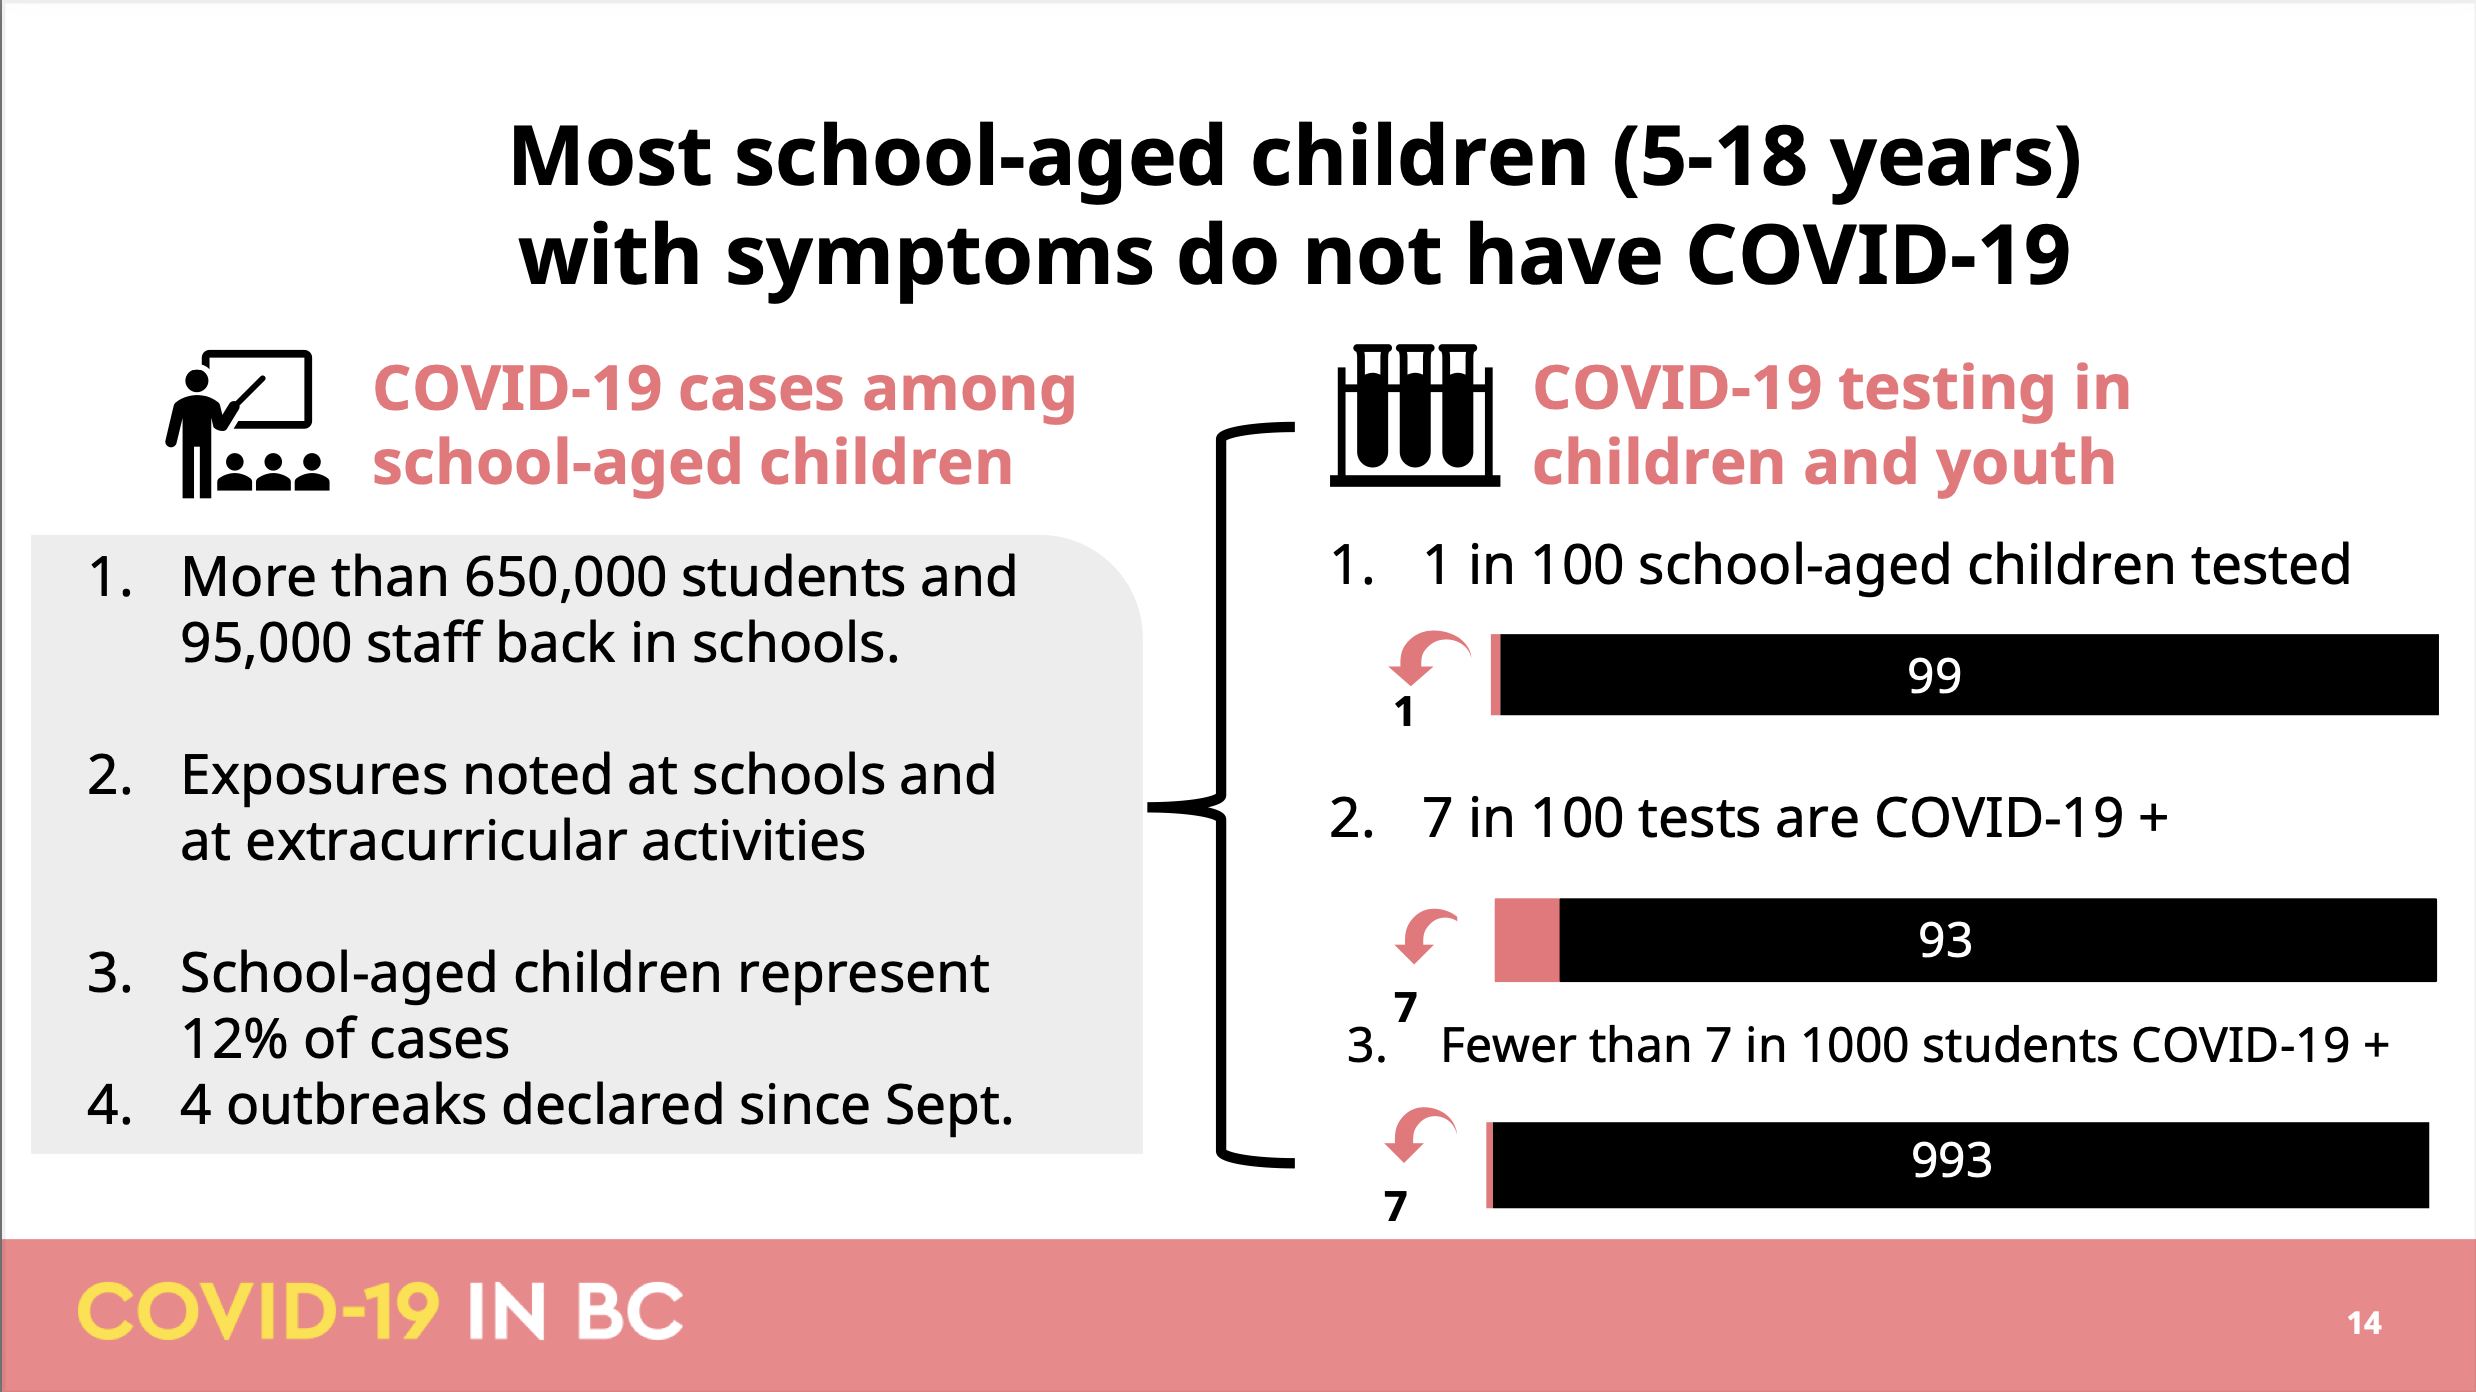 Most school-aged children (5-18 years)
with symptoms do not have COVID-19
COVID-19 cases among
school-aged children
1. More than 650,000 students and
95,000 staff back in schools.
2. Exposures noted at schools and
at extracurricular activities
3. School-aged children represent
12% of cases
4. 4 outbreaks declared since Sept.
COVID-19 testing in
children and youth
1. 1 in 100 school-aged children tested
99
1
2. 7 in 100 tests are COVID-19 +
93
7
3. Fewer than 7 in 1000 students COVID-19 +
993
7
COVID-19 IN BC
14